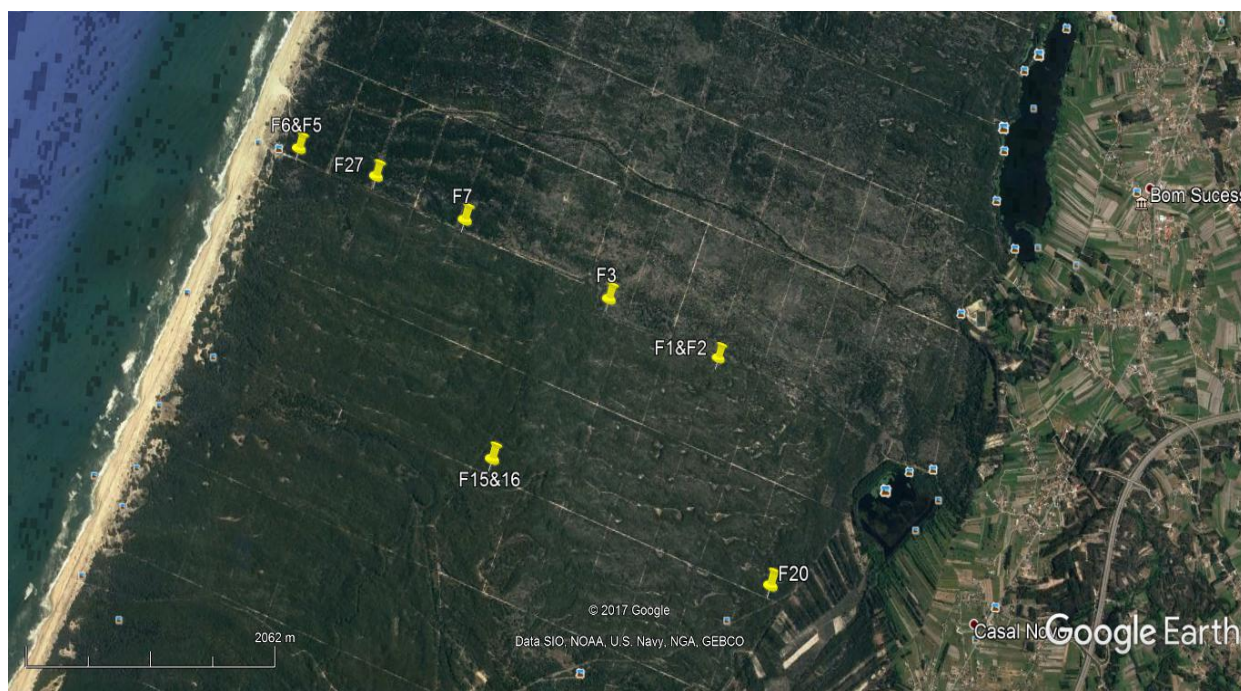 F6&F5
F27
Bom Sucess
F7
F3
F1&F2
F15&16
F20
© 2017 Google
2062 m
Data SIO, NOAA, U.S. Navy, NGA, GEBCO
Casal Novo
Google Earth